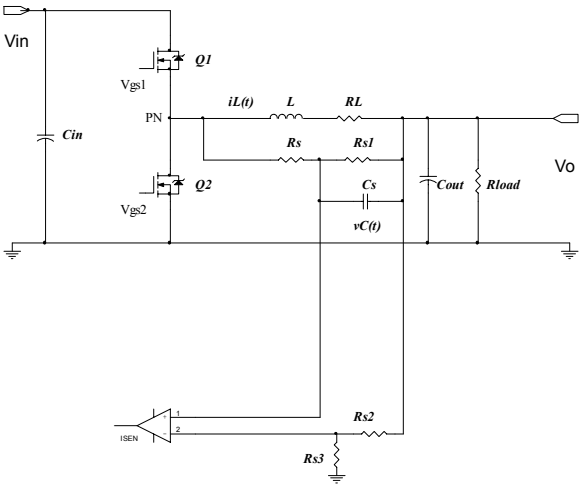 Vin
Q1
Vgs1
iL(t) L RL
PN
Cin
Rs Rs1
Vo
Q2
Cs
Cout Rload
Vgs2
vC(t)
+ 1
- 2
ISEN
Rs2
Rs3